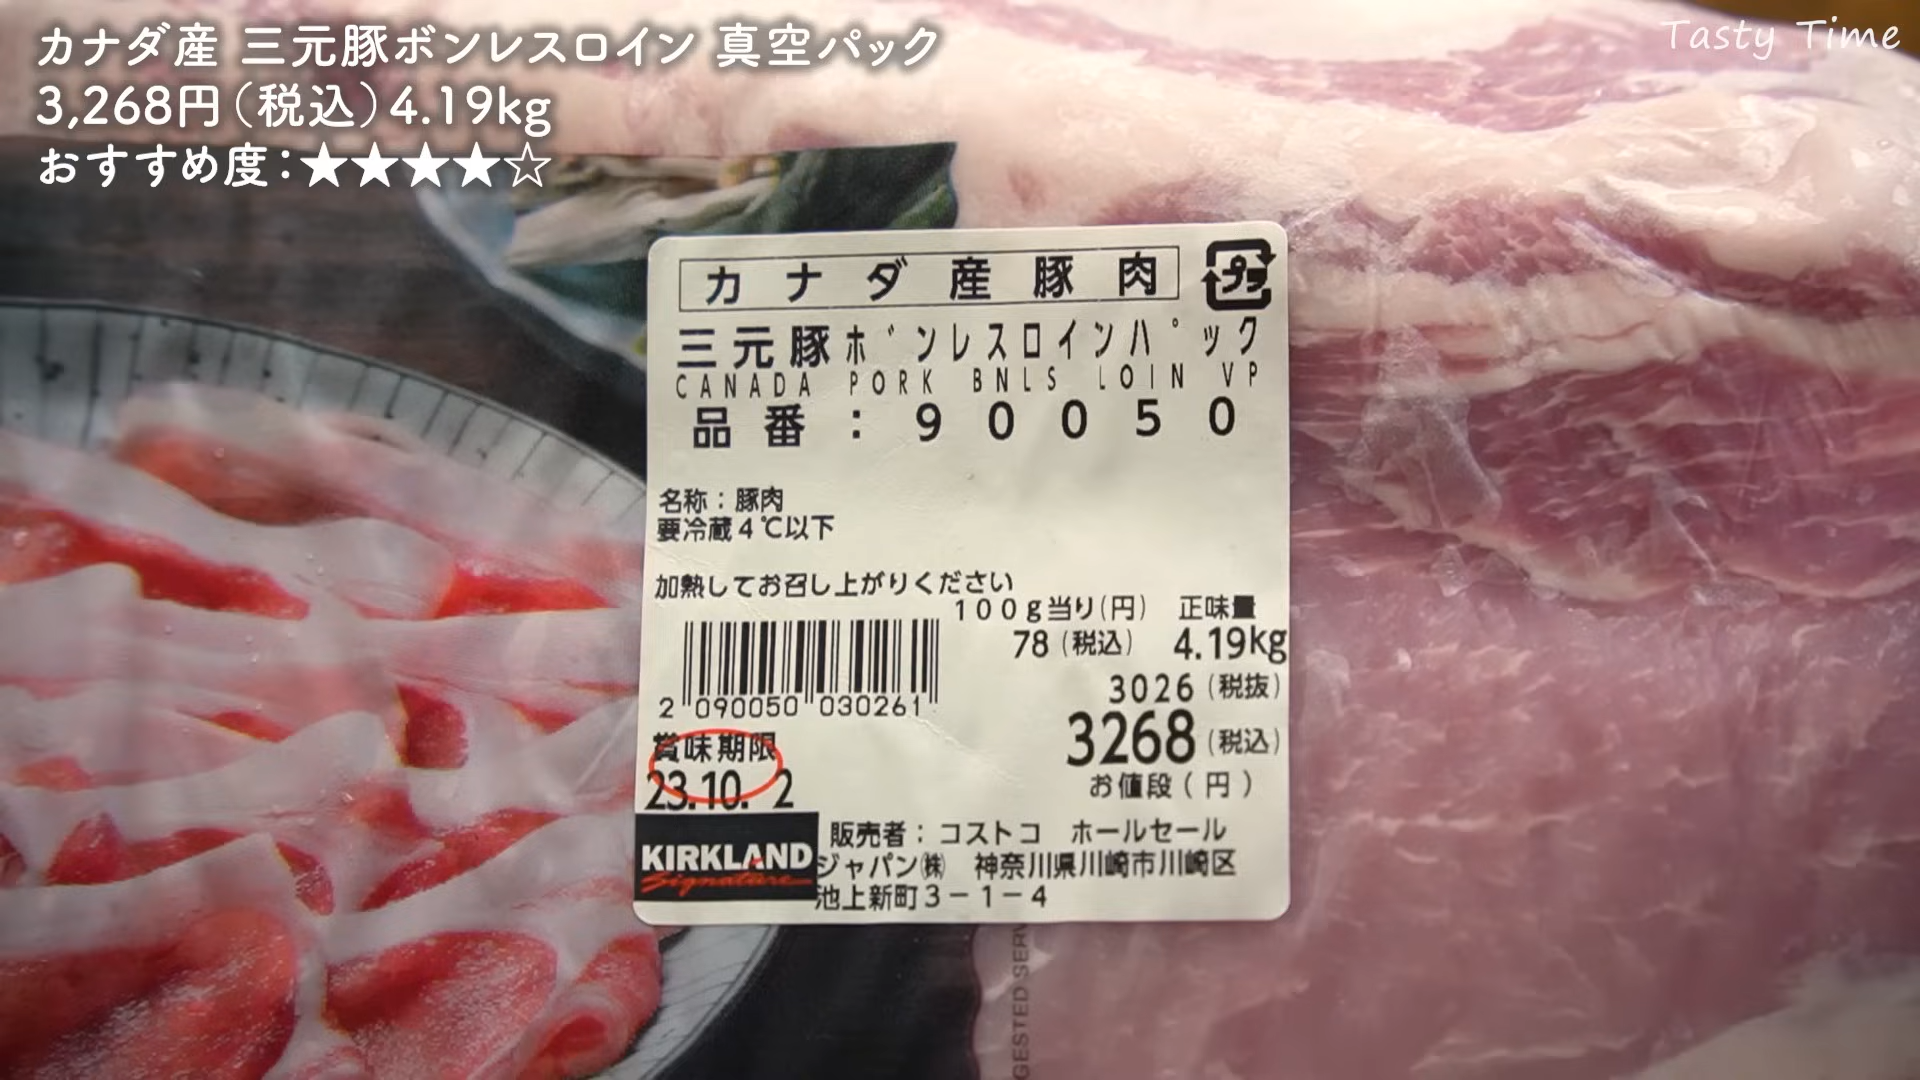 カナダ産 三元豚ボンレスロイン 真空パック
3,268円(税込)4.19kg
おすすめ度:★★★★☆
Tasty Time
カナダ産豚肉
プラ
三元豚ボンレスロインパック
CANADA PORK BNLS LOIN VP
品番:90050
名称:豚肉
要冷蔵4℃以下
加熱してお召し上がりください
100g当り(円) 正味量
78(税込) 4.19kg
3026(税抜)
2 090050 030261
3268(税込)
お値段(円)
賞味期限
23.10. 2
KIRKLAND
Signature
販売者:コストコ ホールセール
ジャパン㈱ 神奈川県川崎市川崎区
池上新町3-1-4
GESTED SERV